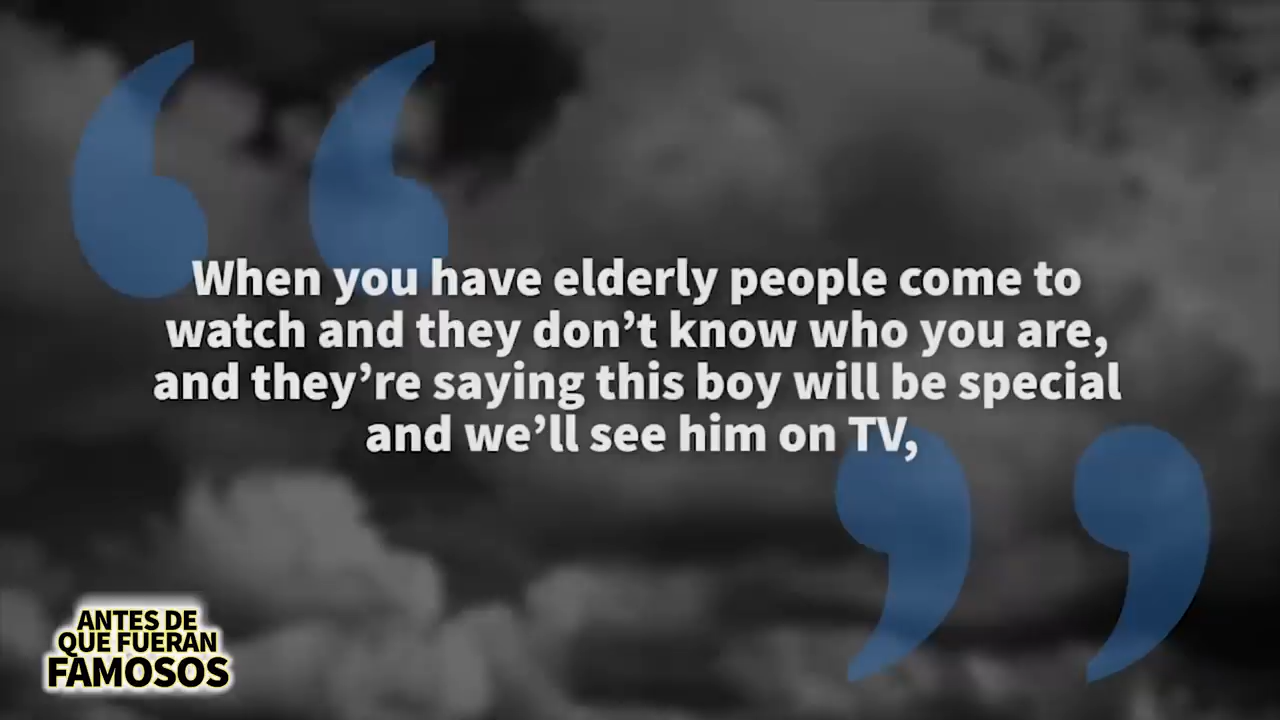 When you have elderly people come to
watch and they don’t know who you are,
and they’re saying this boy will be special
and we’ll see him on TV,
ANTES DE
QUE FUERAN
FAMOSOS